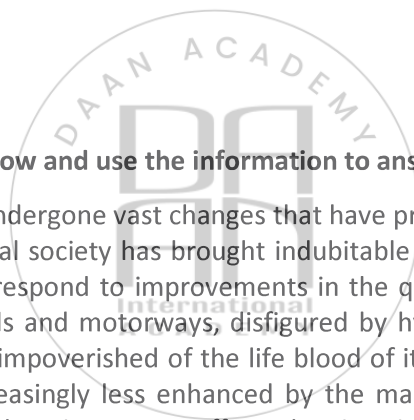 DAAN ACADEMY
ow and use the information to ans
ndergone vast changes that have pr
al society has brought indubitable
respond to improvements in the q
International
ls and motorways, disfigured by h
ACADEMY
impoverished of the life blood of it
easingly less enhanced by the ma